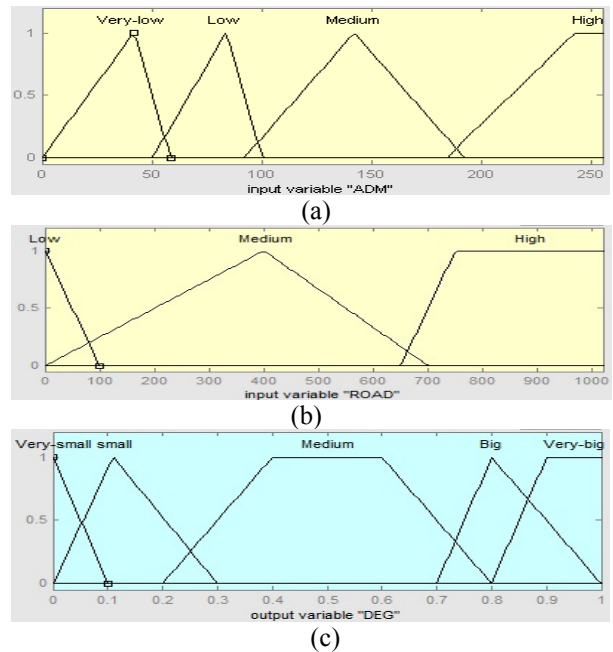 Very-low Low Medium High
1
0.5
0
0 50 100 150 200 250
input variable "ADM"
(a)
Low Medium High
1
0.5
0
0 100 200 300 400 500 600 700 800 900 1000
input variable "ROAD"
(b)
Very-small small Medium Big Very-big
1
0.5
0
0 0.1 0.2 0.3 0.4 0.5 0.6 0.7 0.8 0.9 1
output variable "DEG"
(c)